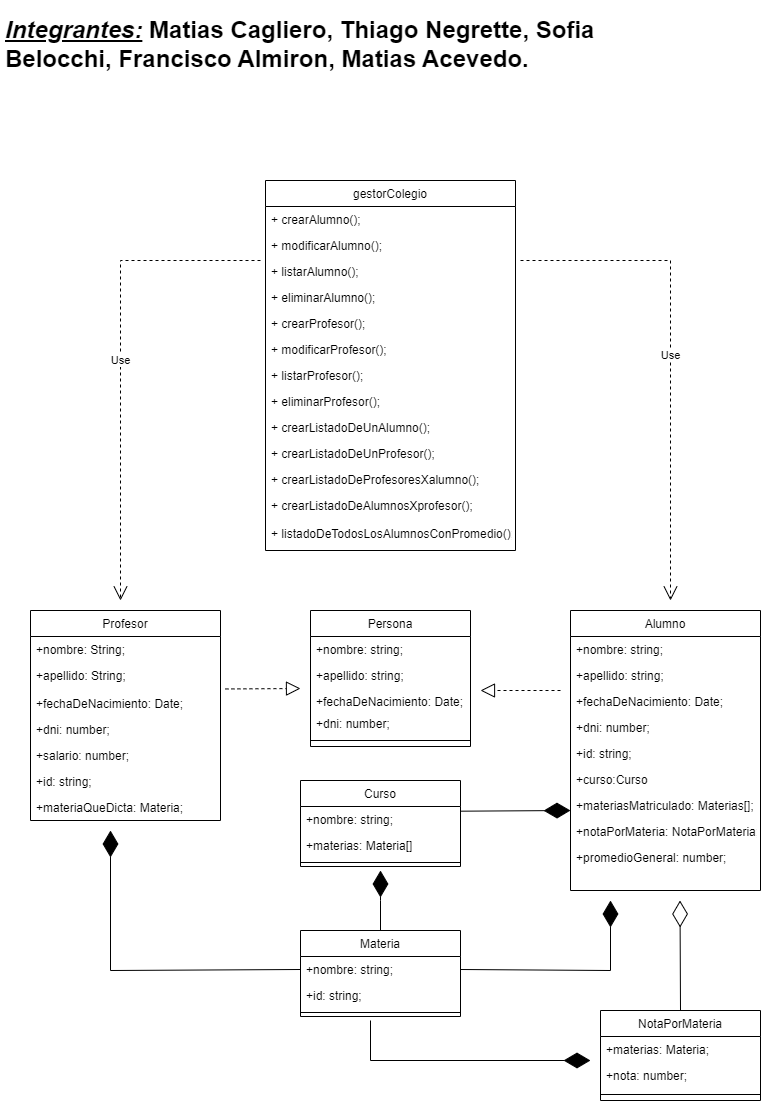 Integrantes: Matias Cagliero, Thiago Negrette, Sofia
Belocchi, Francisco Almiron, Matias Acevedo.
gestorColegio
+ crearAlumno();
+ modificarAlumno();
+ listarAlumno();
+ eliminarAlumno();
+ crearProfesor();
+ modificarProfesor();
+ listarProfesor();
+ eliminarProfesor();
+ crearListadoDeUnAlumno();
+ crearListadoDeUnProfesor();
+ crearListadoDeProfesoresXalumno();
+ crearListadoDeAlumnosXprofesor();
+ listadoDeTodosLosAlumnosConPromedio()
Use
Use
Profesor
+nombre: String;
+apellido: String;
+fechaDeNacimiento: Date;
+dni: number;
+salario: number;
+id: string;
+materiaQueDicta: Materia;
Persona
+nombre: string;
+apellido: string;
+fechaDeNacimiento: Date;
+dni: number;
Alumno
+nombre: string;
+apellido: string;
+fechaDeNacimiento: Date;
+dni: number;
+id: string;
+curso:Curso
+materiasMatriculado: Materias[];
+notaPorMateria: NotaPorMateria
+promedioGeneral: number;
Curso
+nombre: string;
+materias: Materia[]
Materia
+nombre: string;
+id: string;
NotaPorMateria
+materias: Materia;
+nota: number;